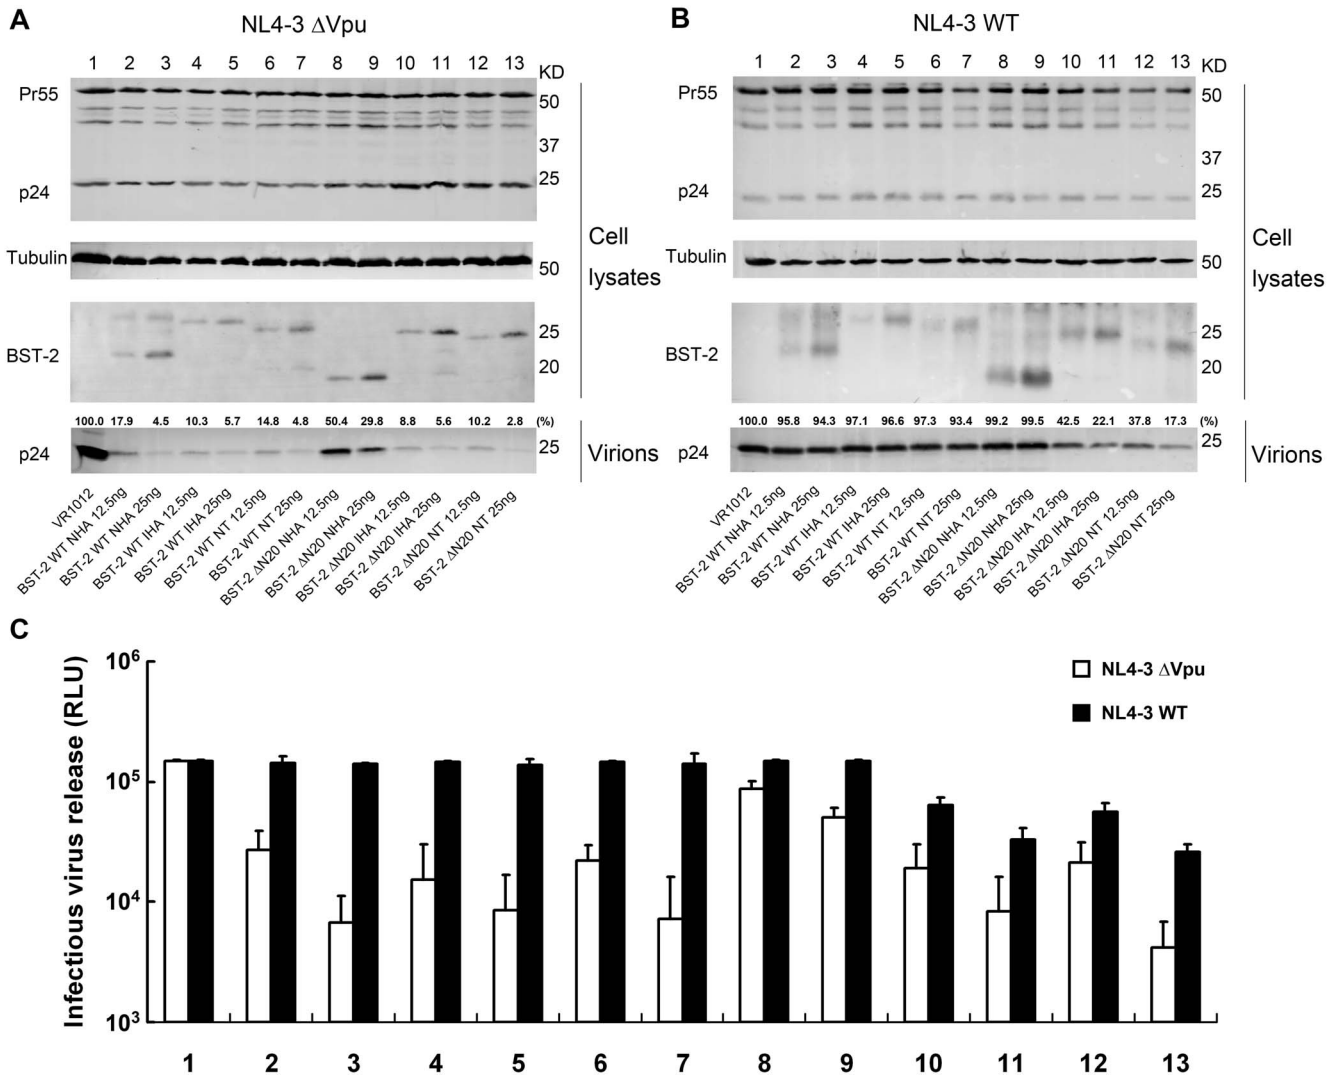 A
NL4-3 ΔVpu
1 2 3 4 5 6 7 8 9 10 11 12 13
KD
Pr55
50
37
25
p24
Tubulin
50
Cell
lysates
BST-2
25
20
100.0 17.9 4.5 10.3 5.7 14.8 4.8 50.4 29.8 8.8 5.6 10.2 2.8 (%)
p24
25
Virions
VR1012
BST-2 WT NHA 12.5ng
BST-2 WT NHA 25ng
BST-2 WT IHA 12.5ng
BST-2 WT IHA 25ng
BST-2 WT NT 12.5ng
BST-2 WT NT 25ng
BST-2 ΔN20 NHA 12.5ng
BST-2 ΔN20 NHA 25ng
BST-2 ΔN20 IHA 12.5ng
BST-2 ΔN20 IHA 25ng
BST-2 ΔN20 NT 12.5ng
BST-2 ΔN20 NT 25ng
B
NL4-3 WT
1 2 3 4 5 6 7 8 9 10 11 12 13
KD
Pr55
50
37
25
p24
Tubulin
50
Cell
lysates
BST-2
25
20
100.0 95.8 94.3 97.1 96.6 97.3 93.4 99.2 99.5 42.5 22.1 37.8 17.3 (%)
p24
25
Virions
VR1012
BST-2 WT NHA 12.5ng
BST-2 WT NHA 25ng
BST-2 WT IHA 12.5ng
BST-2 WT IHA 25ng
BST-2 WT NT 12.5ng
BST-2 WT NT 25ng
BST-2 ΔN20 NHA 12.5ng
BST-2 ΔN20 NHA 25ng
BST-2 ΔN20 IHA 12.5ng
BST-2 ΔN20 IHA 25ng
BST-2 ΔN20 NT 12.5ng
BST-2 ΔN20 NT 25ng
C
Infectious virus release (RLU)
10⁶
10⁵
10⁴
10³
NL4-3 ΔVpu
NL4-3 WT
1 2 3 4 5 6 7 8 9 10 11 12 13